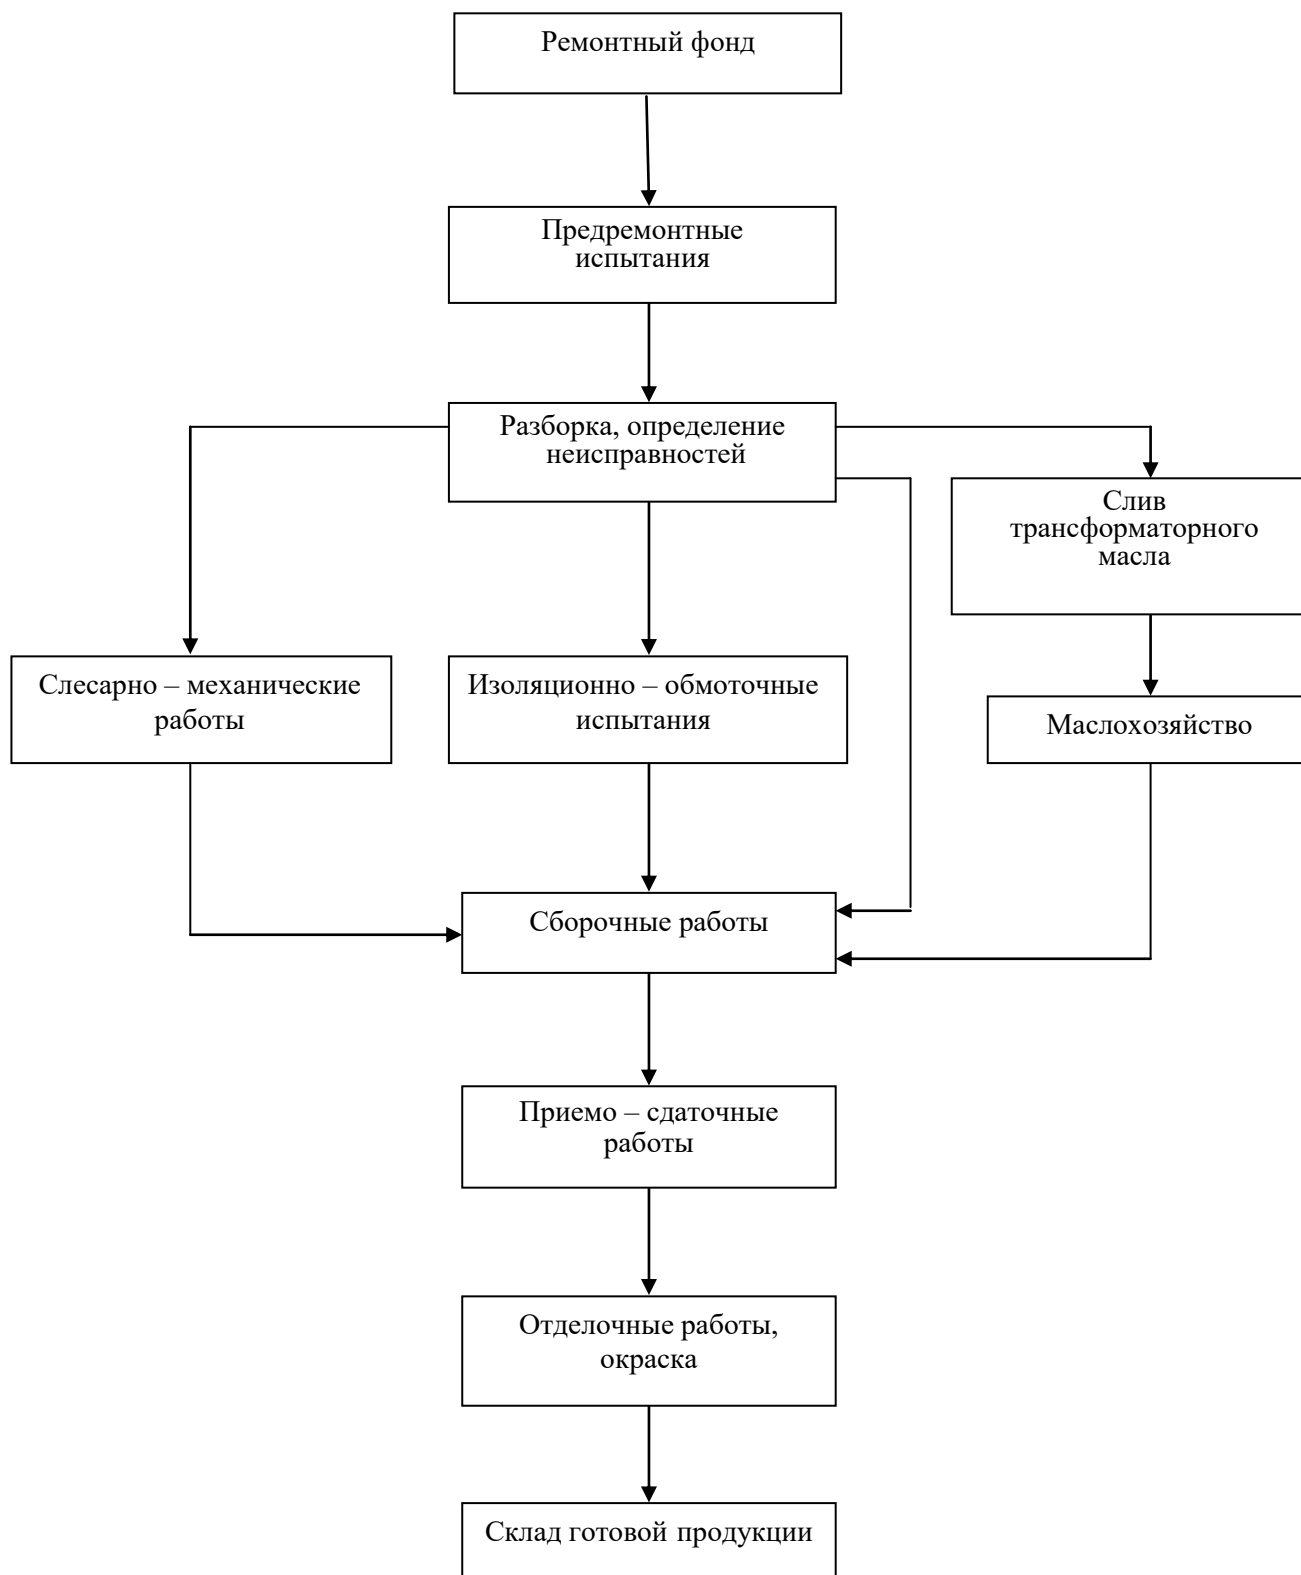 Ремонтный фонд
Предремонтные
испытания
Разборка, определение
неисправностей
Слив
трансформаторного
масла
Слесарно – механические
работы
Изоляционно – обмоточные
испытания
Маслохозяйство
Сборочные работы
Приемо – сдаточные
работы
Отделочные работы,
окраска
Склад готовой продукции